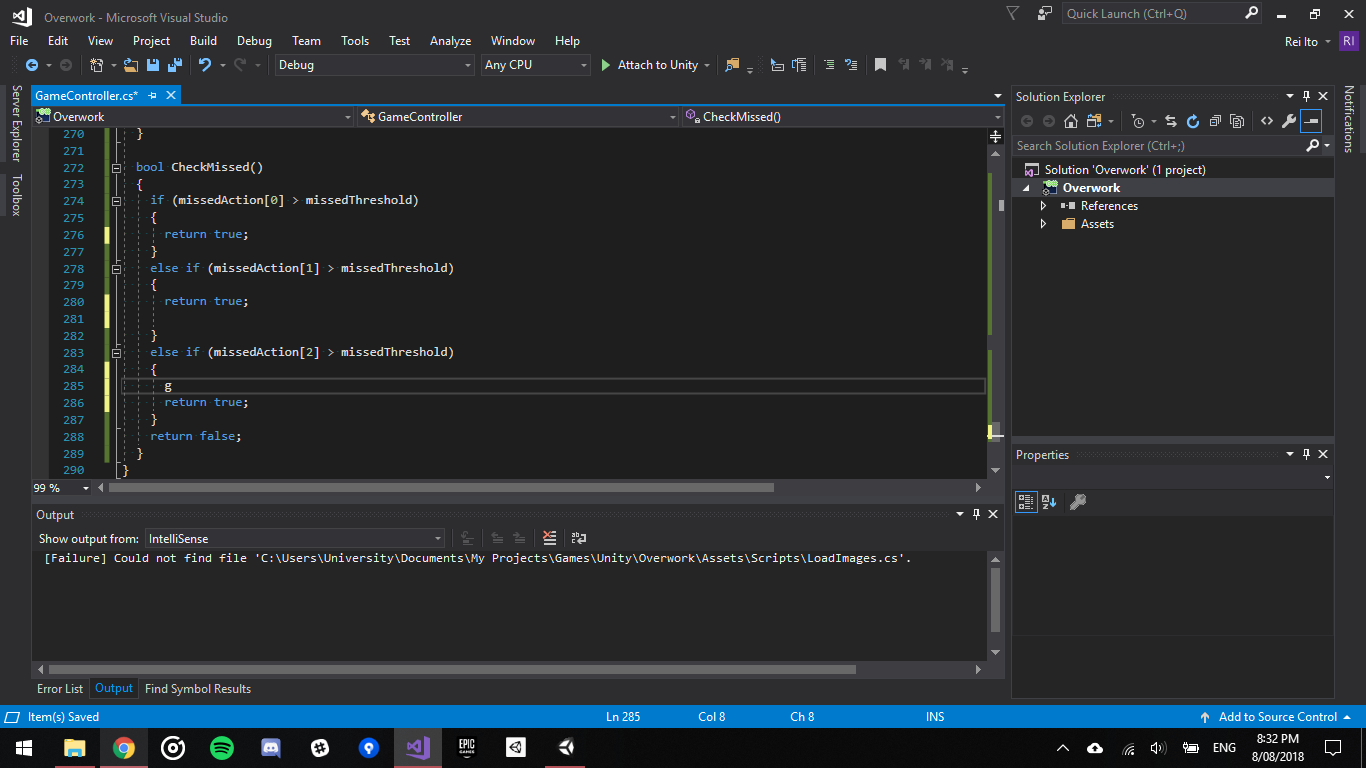 Overwork - Microsoft Visual Studio
Quick Launch (Ctrl+Q)
File Edit View Project Build Debug Team Tools Test Analyze Window Help
Rei Ito RI
Debug Any CPU Attach to Unity
Server Explorer
Toolbox
GameController.cs*
Overwork GameController CheckMissed()
270 }
271
272 bool CheckMissed()
273 {
274 if (missedAction[0] > missedThreshold)
275 {
276 return true;
277 }
278 else if (missedAction[1] > missedThreshold)
279 {
280 return true;
281
282 }
283 else if (missedAction[2] > missedThreshold)
284 {
285 g
286 return true;
287 }
288 return false;
289 }
290 }
99 %
Output
Show output from: IntelliSense
[Failure] Could not find file 'C:\Users\University\Documents\My Projects\Games\Unity\Overwork\Assets\Scripts\LoadImages.cs'.
Error List Output Find Symbol Results
Solution Explorer
Search Solution Explorer (Ctrl+;)
Solution 'Overwork' (1 project)
Overwork
References
Assets
Properties
Notifications
Item(s) Saved Ln 285 Col 8 Ch 8 INS Add to Source Control
EPIC
GAMES
ENG
8:32 PM
8/08/2018